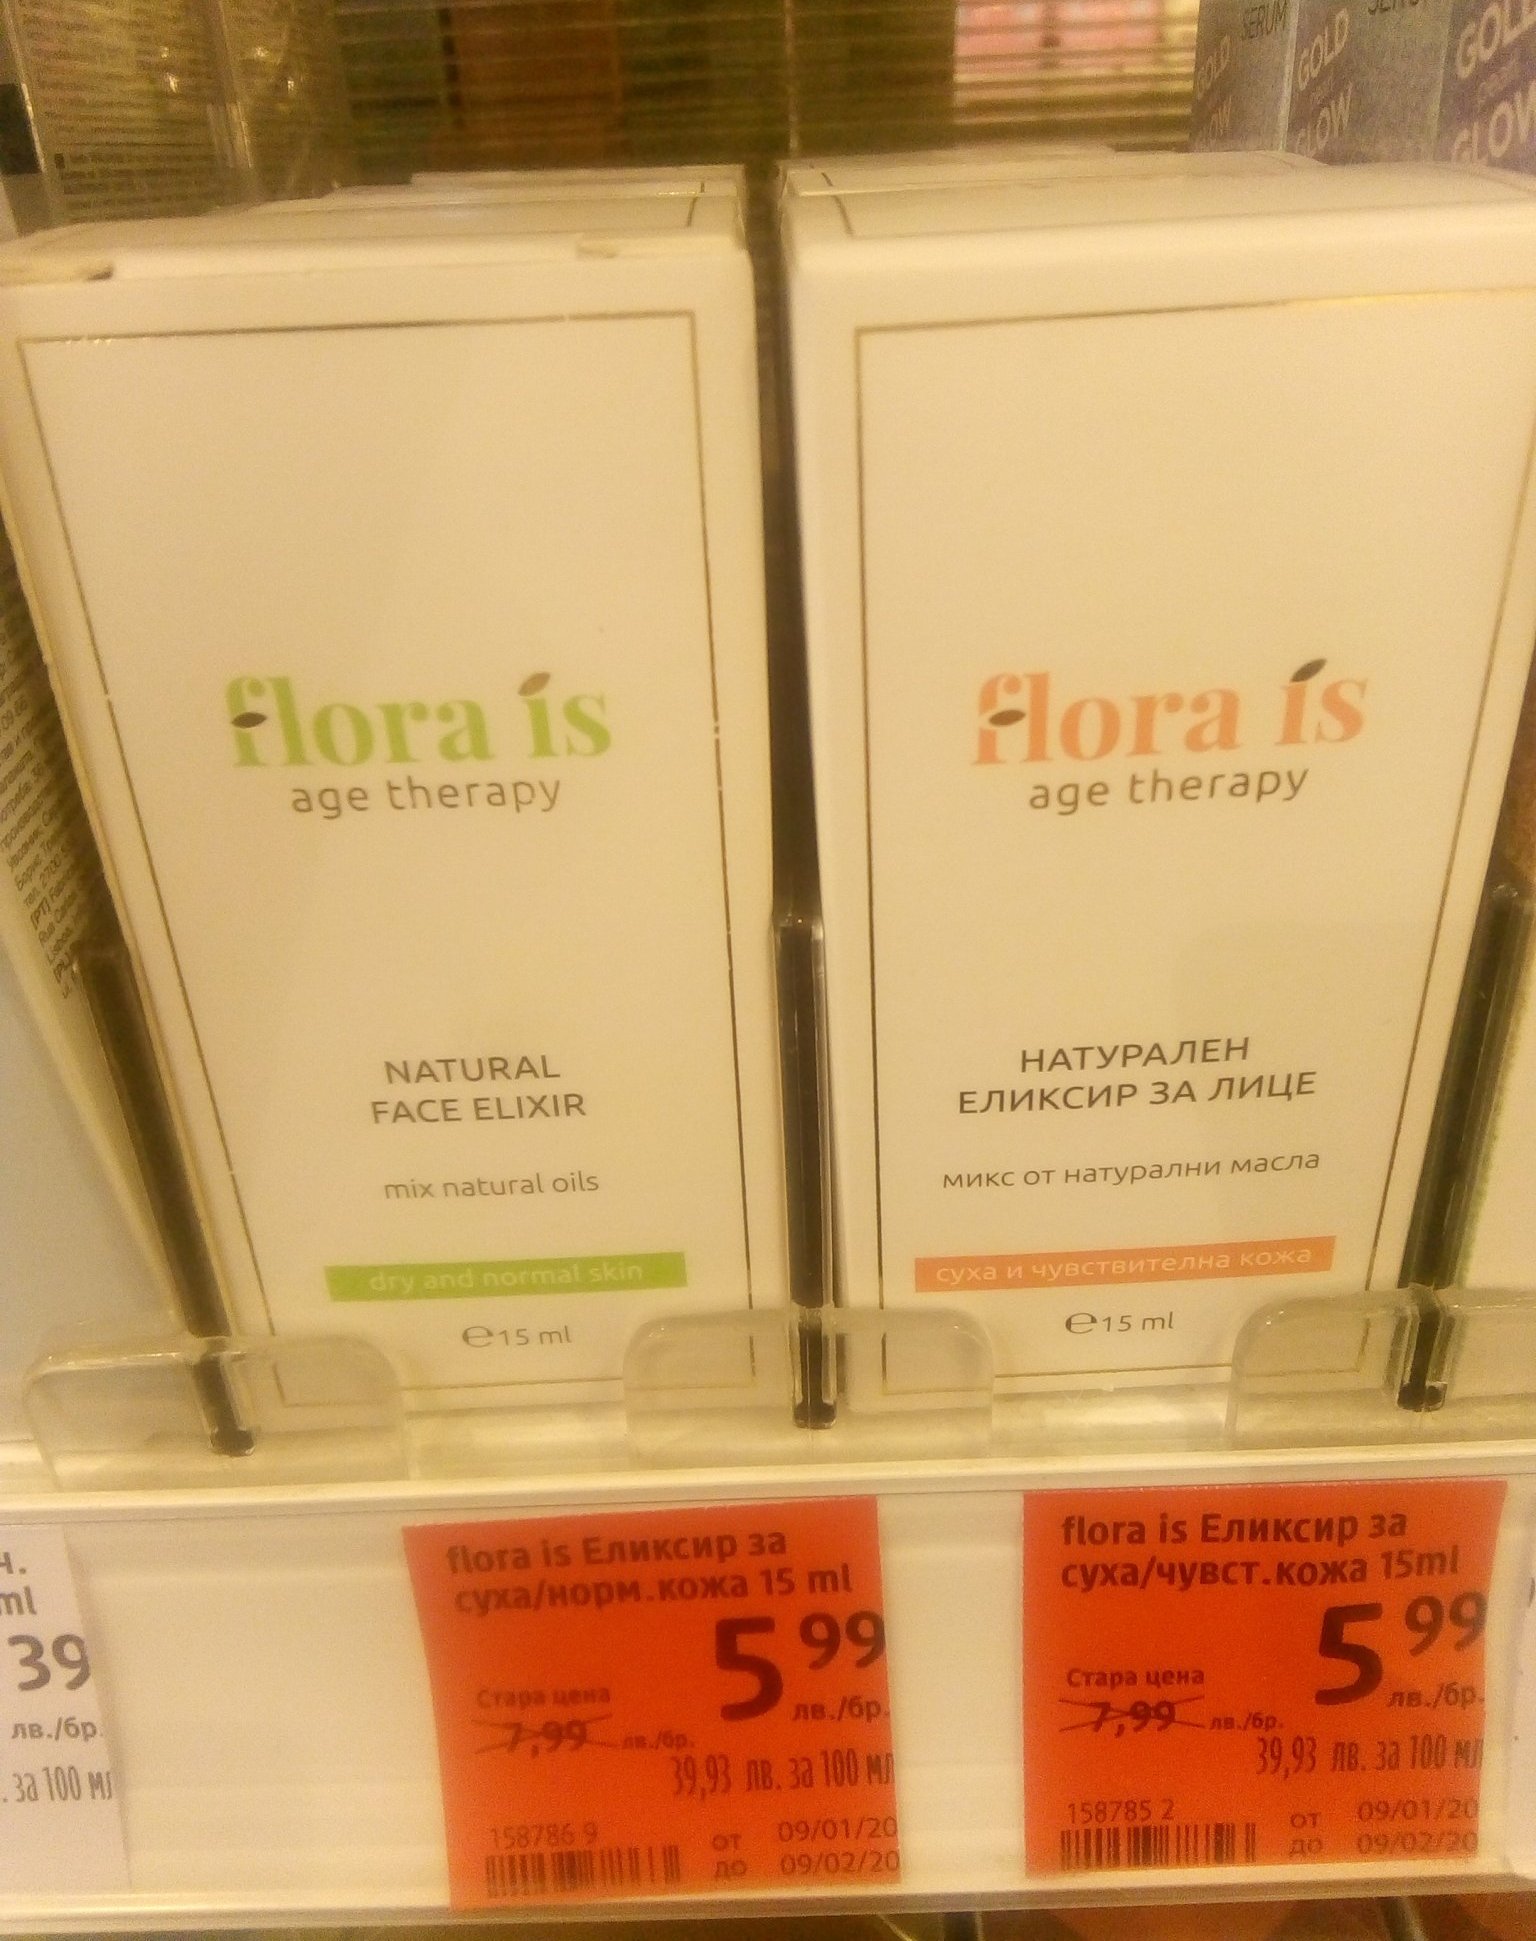 SERUM
GOLD
GLOW
GOLD
GLOW
flora is
age therapy
NATURAL
FACE ELIXIR
mix natural oils
dry and normal skin
℮15 ml
flora is
age therapy
НАТУРАЛЕН
ЕЛИКСИР ЗА ЛИЦЕ
микс от натурални масла
суха и чувствителна кожа
℮15 ml
ml
39
лв./бр.
. за 100 мл
flora is Еликсир за
суха/норм.кожа 15 ml
5 99
Стара цена
лв./бр.
7,99 лв./бр.
39,93 лв. за 100 мл
158786 9
от 09/01/20
до 09/02/20
flora is Еликсир за
суха/чувст.кожа 15ml
5 99
Стара цена
лв./бр.
7,99 лв./бр.
39,93 лв. за 100 мл
158785 2
от 09/01/20
до 09/02/20